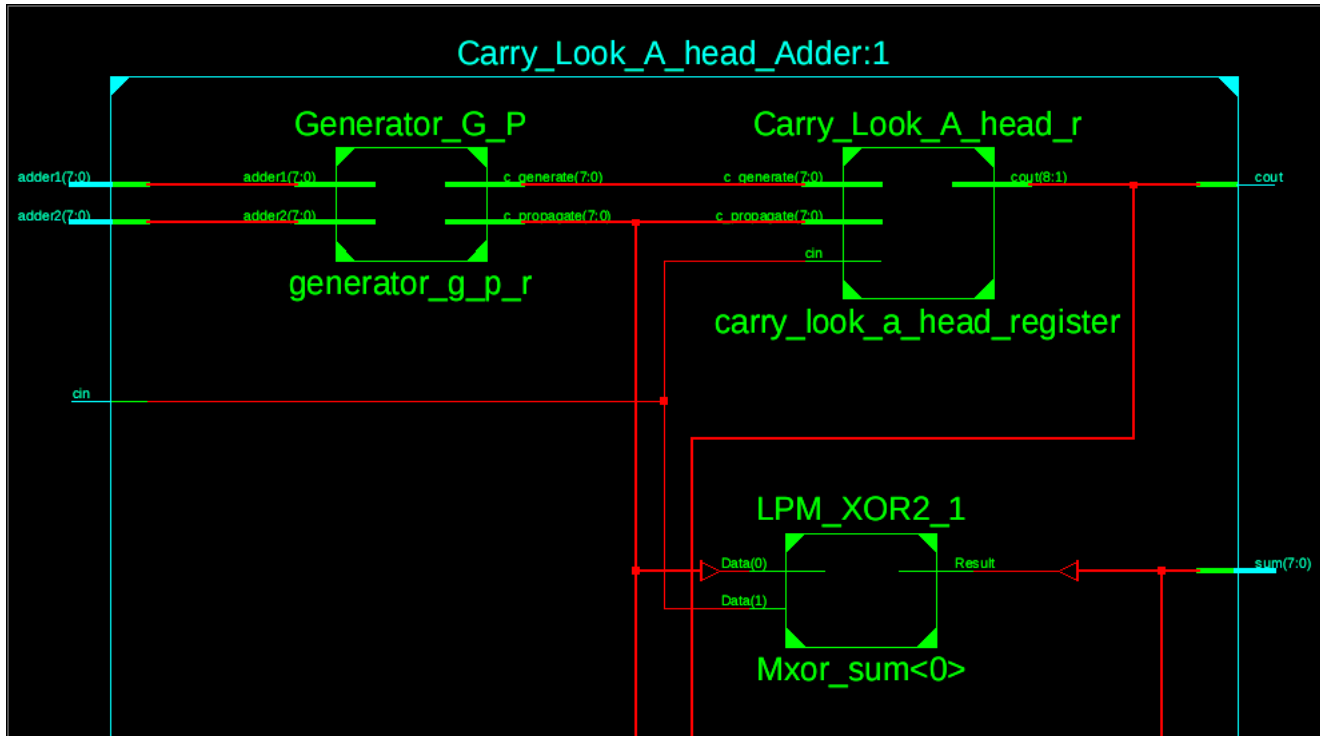 Carry_Look_A_head_Adder:1
Generator_G_P
Carry_Look_A_head_r
adder1(7:0)
adder1(7:0)
c_generate(7:0)
c_generate(7:0)
cout(8:1)
cout
adder2(7:0)
adder2(7:0)
c_propagate(7:0)
c_propagate(7:0)
cin
generator_g_p_r
carry_look_a_head_register
cin
LPM_XOR2_1
Data(0)
Result
sum(7:0)
Data(1)
Mxor_sum<0>